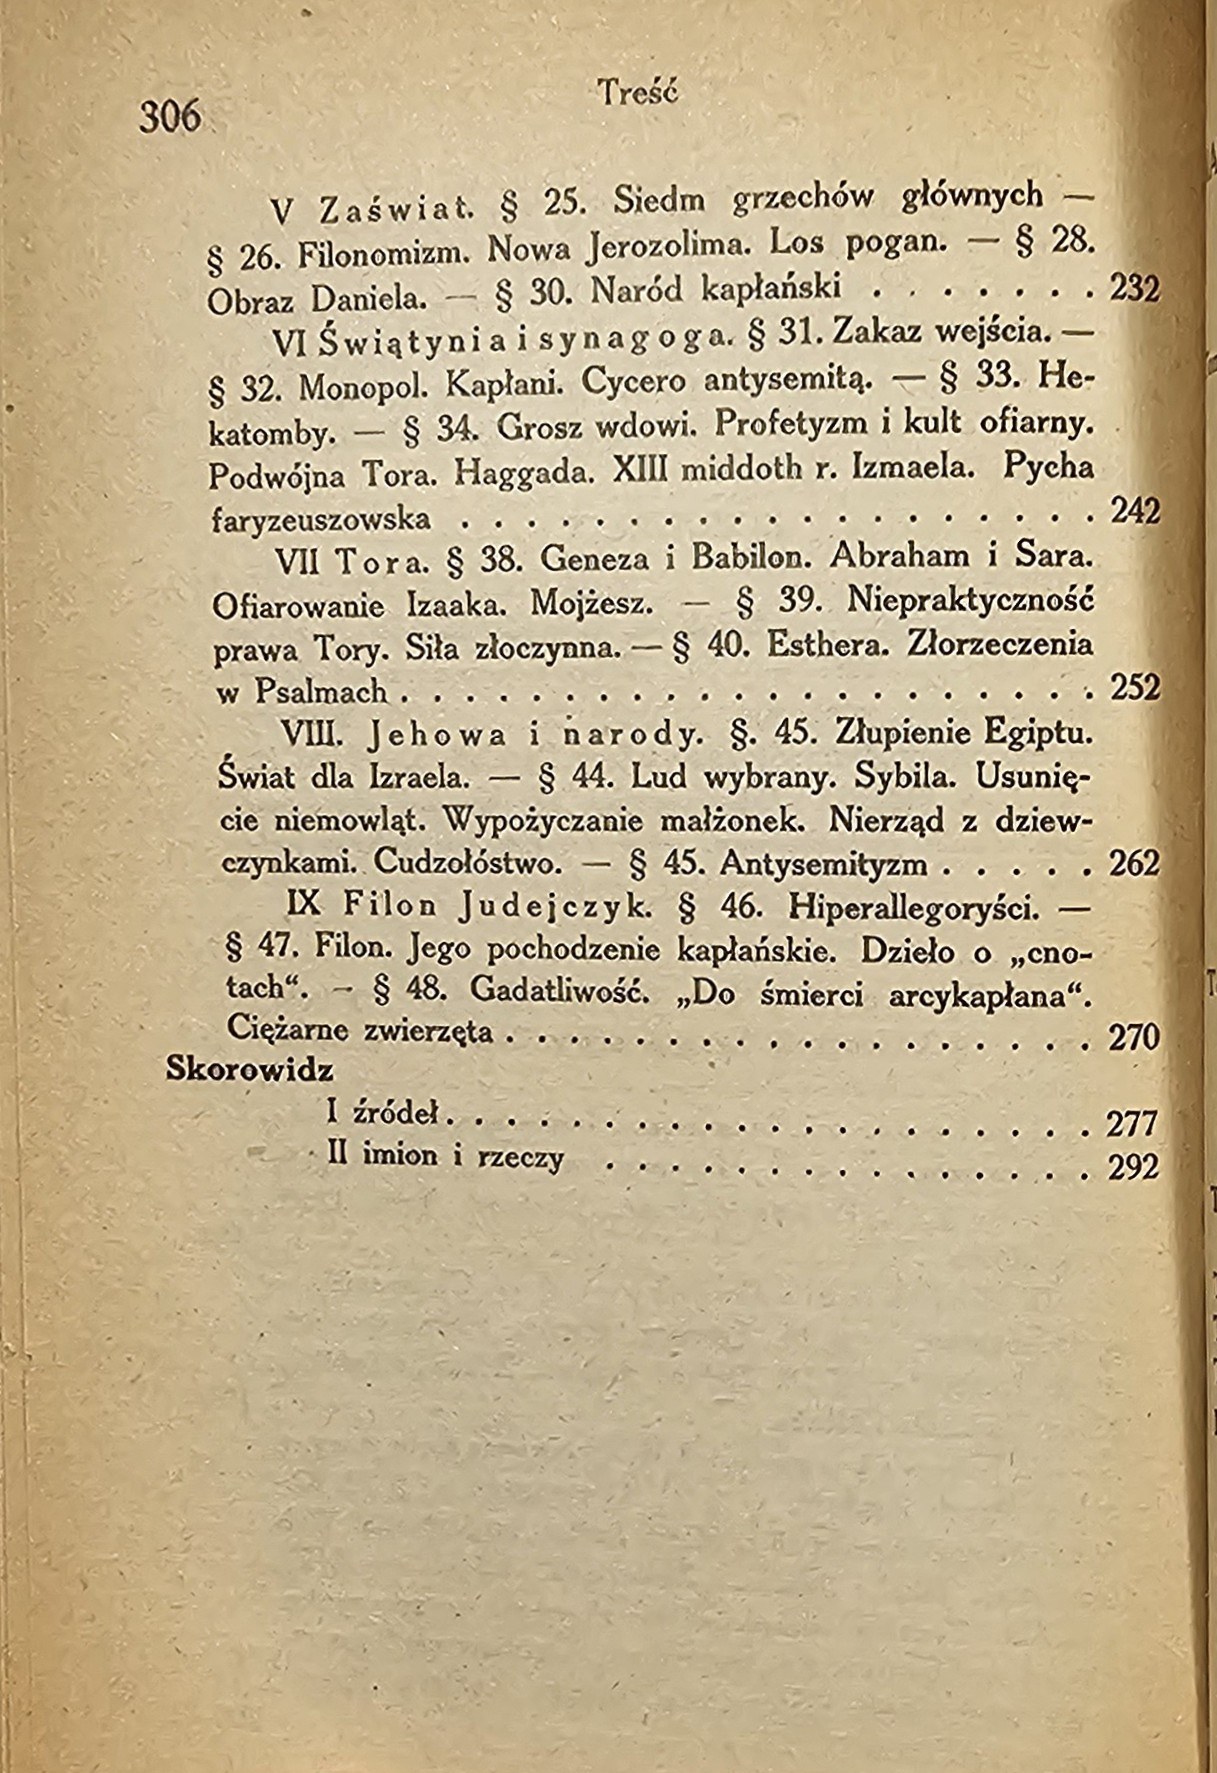 306
Treść
V Zaświat. § 25. Siedm grzechów głównych —
§ 26. Filonomizm. Nowa Jerozolima. Los pogan. — § 28.
Obraz Daniela. — § 30. Naród kapłański . . . . . . . 232
VI Świątynia i synagoga. § 31. Zakaz wejścia. —
§ 32. Monopol. Kapłani. Cycero antysemitą. — § 33. He-
katomby. — § 34. Grosz wdowi. Profetyzm i kult ofiarny.
Podwójna Tora. Haggada. XIII middoth r. Izmaela. Pycha
faryzeuszowska . . . . . . . . . . . . . . . . . . . 242
VII Tora. § 38. Geneza i Babilon. Abraham i Sara.
Ofiarowanie Izaaka. Mojżesz. — § 39. Niepraktyczność
prawa Tory. Siła złoczynna. — § 40. Esthera. Złorzeczenia
w Psalmach . . . . . . . . . . . . . . . . . . . . . 252
VIII. Jehowa i narody. §. 45. Złupienie Egiptu.
Świat dla Izraela. — § 44. Lud wybrany. Sybila. Usunię-
cie niemowląt. Wypożyczanie małżonek. Nierząd z dziew-
czynkami. Cudzołóstwo. — § 45. Antysemityzm . . . . . 262
IX Filon Judejczyk. § 46. Hiperallegoryści. —
§ 47. Filon. Jego pochodzenie kapłańskie. Dzieło o „cno-
tach“. - § 48. Gadatliwość. „Do śmierci arcykapłana“.
Ciężarne zwierzęta . . . . . . . . . . . . . . . . . . 270
Skorowidz
I źródeł . . . . . . . . . . . . . . . . . . . . 277
II imion i rzeczy . . . . . . . . . . . . . . . 292